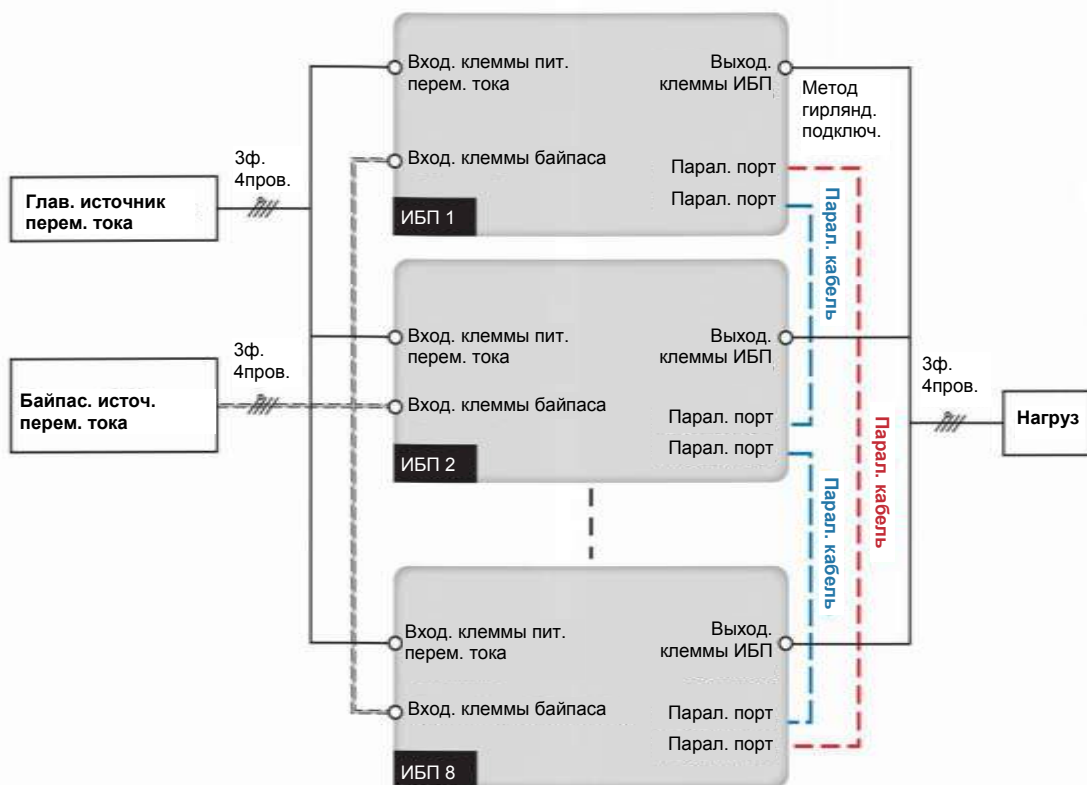 Вход. клеммы пит.
перем. тока
Выход.
клеммы ИБП
Метод
гирлянд.
подключ.
Вход. клеммы байпаса
Парал. порт
Парал. порт
ИБП 1
3ф.
4пров.
Глав. источник
перем. тока
Парал. кабель
Вход. клеммы пит.
перем. тока
Выход.
клеммы ИБП
3ф.
4пров.
Байпас. источ.
перем. тока
Вход. клеммы байпаса
Парал. порт
Парал. порт
ИБП 2
3ф.
4пров.
Нагруз
Парал. кабель
Парал. кабель
Вход. клеммы пит.
перем. тока
Выход.
клеммы ИБП
Вход. клеммы байпаса
Парал. порт
Парал. порт
ИБП 8